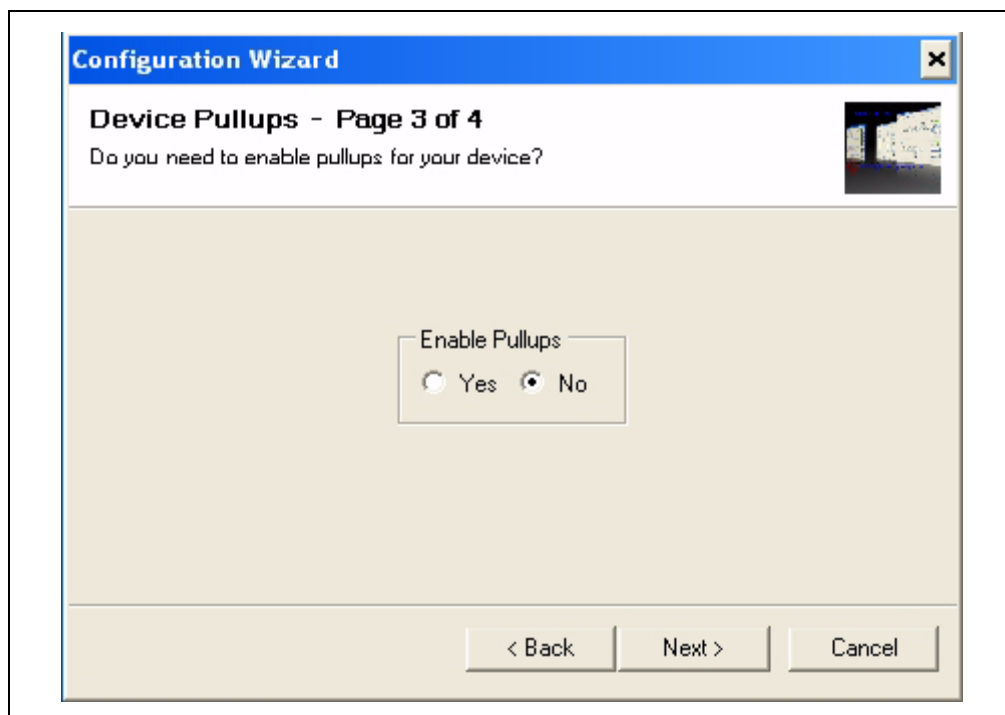 Configuration Wizard
Device Pullups - Page 3 of 4
Do you need to enable pullups for your device?
Enable Pullups
Yes No
< Back Next > Cancel